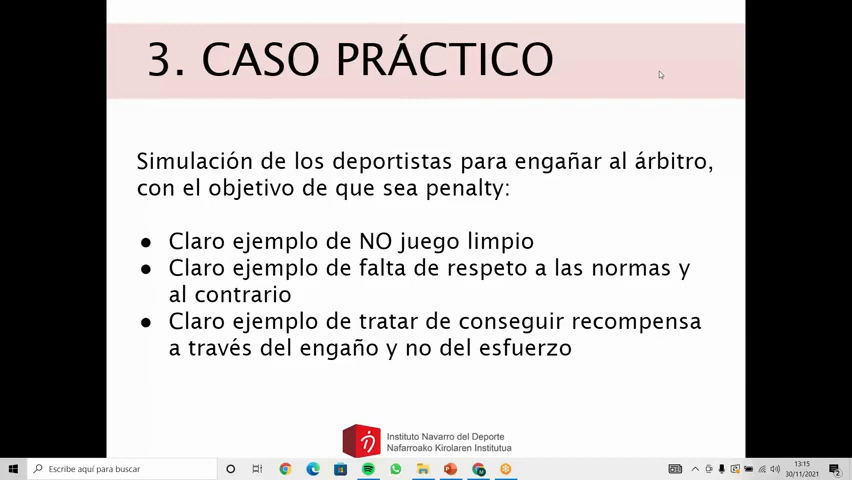 3. CASO PRÁCTICO
Simulación de los deportistas para engañar al árbitro,
con el objetivo de que sea penalty:
● Claro ejemplo de NO juego limpio
● Claro ejemplo de falta de respeto a las normas y
al contrario
● Claro ejemplo de tratar de conseguir recompensa
a través del engaño y no del esfuerzo
Instituto Navarro del Deporte
Nafarroako Kirolaren Institutua
Escribe aquí para buscar
13:15
30/11/2021
2